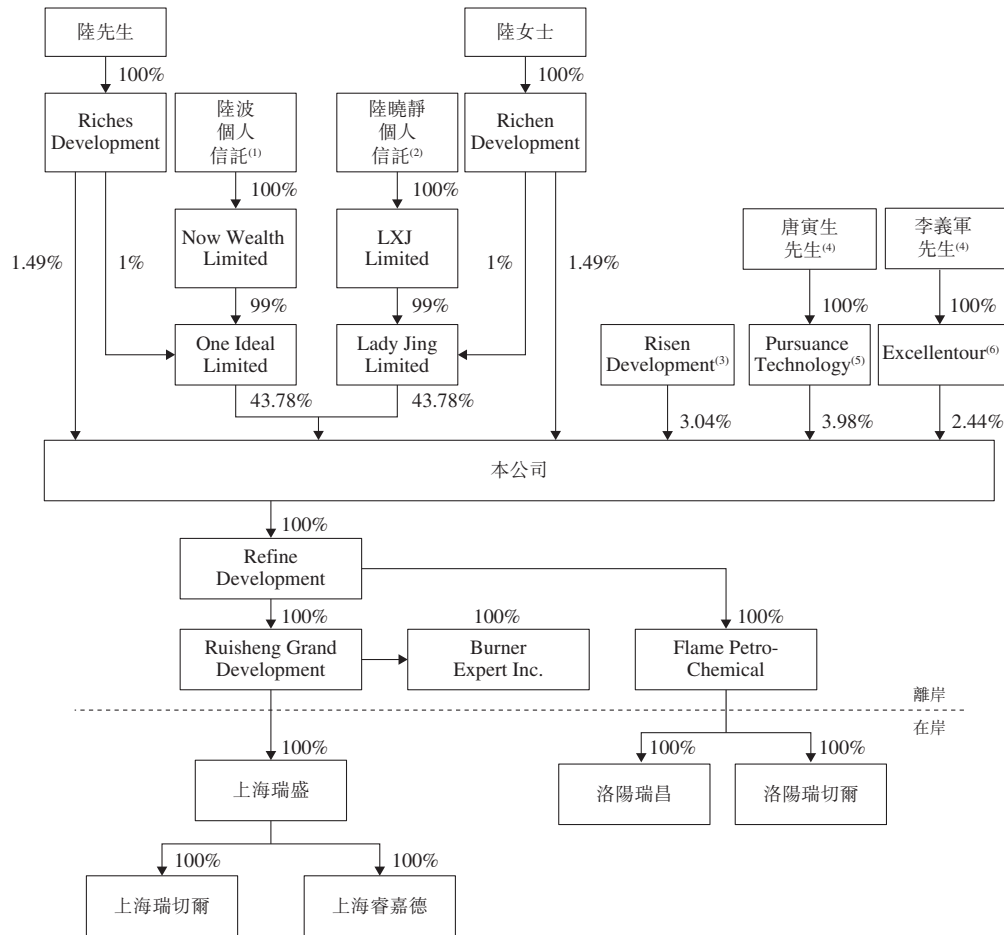 陸先生
陸女士
100%
100%
Riches
Development
陸波
個人
信託(1)
陸曉靜
個人
信託(2)
Richen
Development
100%
100%
Now Wealth
Limited
LXJ
Limited
唐寅生
先生(4)
李義軍
先生(4)
1.49%
1%
1%
1.49%
99%
99%
100%
100%
One Ideal
Limited
Lady Jing
Limited
Risen
Development(3)
Pursuance
Technology(5)
Excellentour(6)
43.78%
43.78%
3.04%
3.98%
2.44%
本公司
100%
Refine
Development
100%
100%
100%
Ruisheng Grand
Development
Burner
Expert Inc.
Flame Petro-
Chemical
離岸
在岸
100%
100%
100%
上海瑞盛
洛陽瑞昌
洛陽瑞切爾
100%
100%
上海瑞切爾
上海睿嘉德